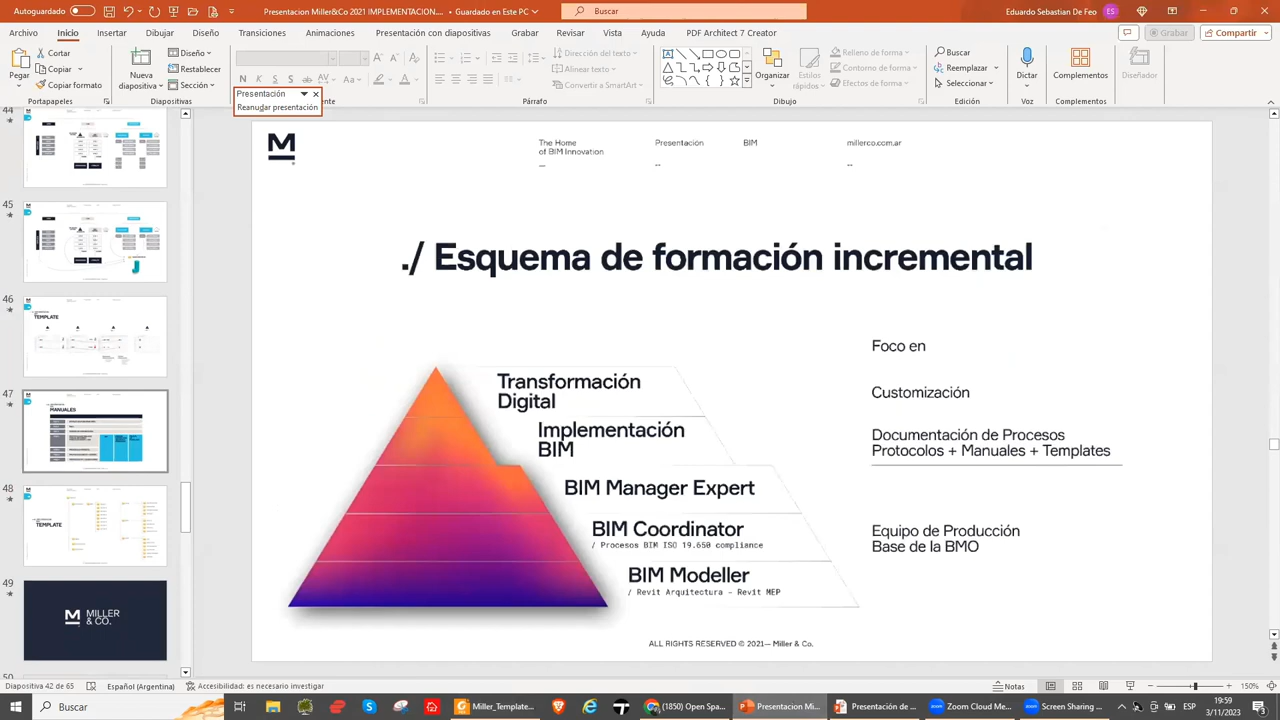 Autoguardado
Miller&Co 2021 IMPLEMENTACION....
Buscar
Eduardo Sebastian De Feo
ES
Archivo
Inicio
Insertar
Dibujar
Diseño
Transiciones
Animaciones
Presentación con diapositivas
Grabar
Revisar
Vista
Ayuda
PDF Architect 7 Creator
Grabar
Compartir
Pegar
Cortar
Copiar
Copiar formato
Portapapeles
Nueva
diapositiva
Diseño
Restablecer
Sección
Diapositivas
N K S S
Aa
Presentación
Reanudar presentación
Dirección del texto
Alinear texto
Convertir a SmartArt
Párrafo
Organizar
Estilos
rápidos
Relleno de forma
Contorno de forma
Efectos de forma
Dibujo
Buscar
Reemplazar
Seleccionar
Edición
Dictar
Voz
Complementos
Complementos
Diseñador
44
45
46
TEMPLATE
47
MANUALES
TEMPLATE
49
MILLER
& CO.
M
The Home
of BIM Innovation
Presentación
BIM
millerco.com.ar
./ Esquema de formación incremental
Transformación
Digital
Implementación
BIM
BIM Manager Expert
BIM Coordinator
/ Procesos BIM ISO 19.650 compliance
BIM Modeller
/ Revit Arquitectura - Revit MEP
Foco en
Customización
Documentación de Procesos
Protocolos + Manuales + Templates
Equipo de Producción
Base de la BMO
ALL RIGHTS RESERVED © 2021— Miller & Co.
Diapositiva 42 de 65
Español (Argentina)
Accesibilidad: es necesario investigar
Notas
150%
Buscar
Miller_Template...
(1850) Open Spa...
Presentacion Mi...
Presentación de ...
Zoom Cloud Me...
Screen Sharing ...
ESP
19:59
3/11/2023